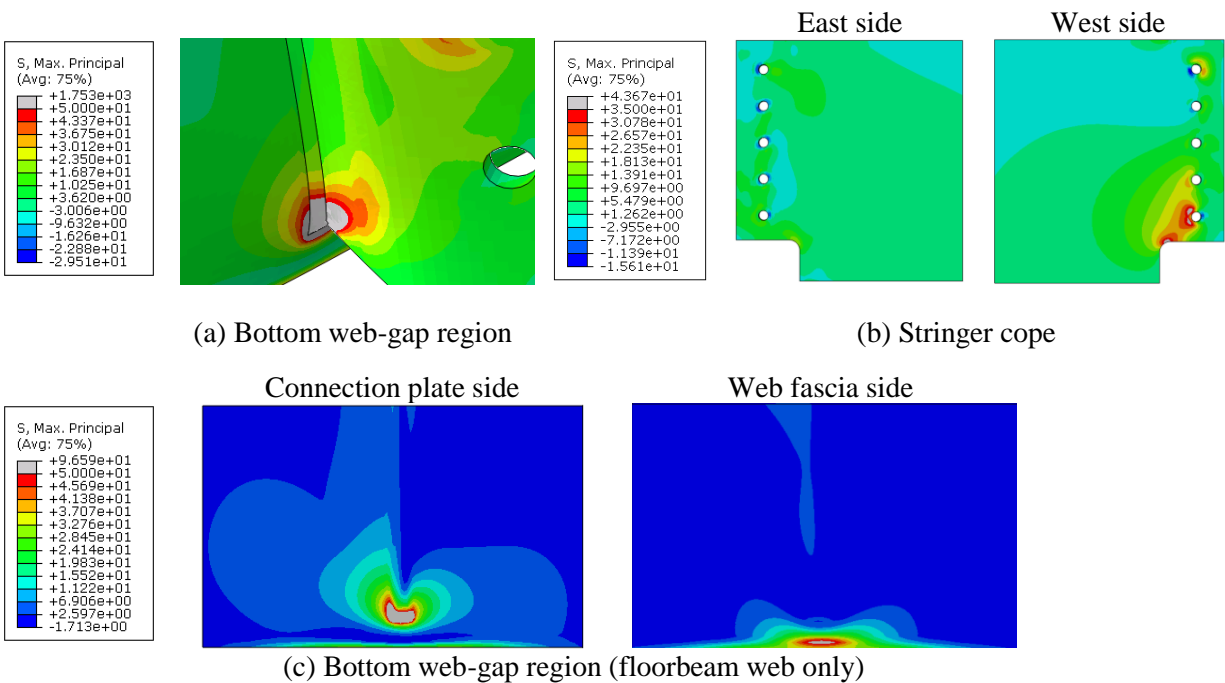 East side
West side
S, Max. Principal
(Avg: 75%)
+1.753e+03
+5.000e+01
+4.337e+01
+3.675e+01
+3.012e+01
+2.350e+01
+1.687e+01
+1.025e+01
+3.620e+00
-3.006e+00
-9.632e+00
-1.626e+01
-2.288e+01
-2.951e+01
S, Max. Principal
(Avg: 75%)
+4.367e+01
+3.500e+01
+3.078e+01
+2.657e+01
+2.235e+01
+1.813e+01
+1.391e+01
+9.697e+00
+5.479e+00
+1.262e+00
-2.955e+00
-7.172e+00
-1.139e+01
-1.561e+01
(a) Bottom web-gap region
(b) Stringer cope
Connection plate side
Web fascia side
S, Max. Principal
(Avg: 75%)
+9.659e+01
+5.000e+01
+4.569e+01
+4.138e+01
+3.707e+01
+3.276e+01
+2.845e+01
+2.414e+01
+1.983e+01
+1.552e+01
+1.122e+01
+6.906e+00
+2.597e+00
-1.713e+00
(c) Bottom web-gap region (floorbeam web only)